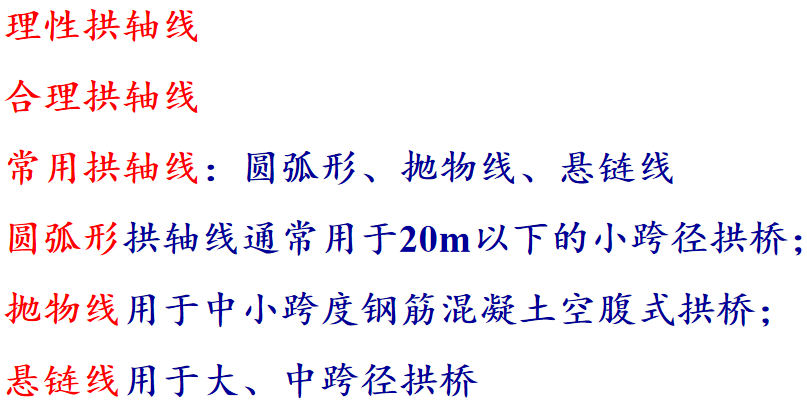 理性拱轴线
合理拱轴线
常用拱轴线：圆弧形、抛物线、悬链线
圆弧形拱轴线通常用于20m以下的小跨径拱桥；
抛物线用于中小跨度钢筋混凝土空腹式拱桥；
悬链线用于大、中跨径拱桥